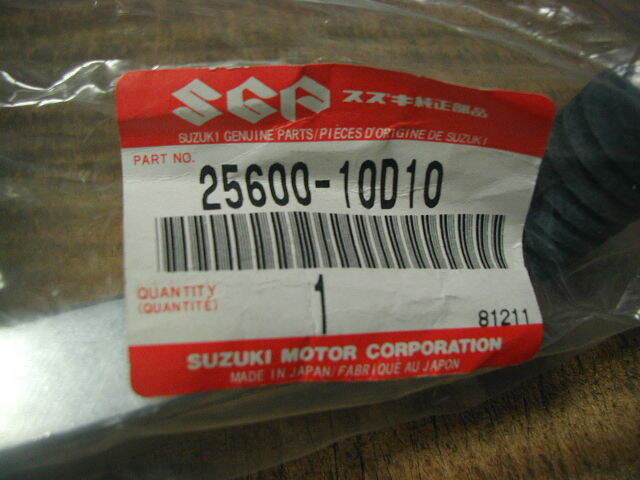 SGP スズキ純正部品
SUZUKI GENUINE PARTS/PIÈCES D'ORIGINE DE SUZUKI
PART NO.
25600-10D10
QUANTITY
(QUANTITÉ)
1
81211
SUZUKI MOTOR CORPORATION
MADE IN JAPAN/FABRIQUÉ AU JAPON